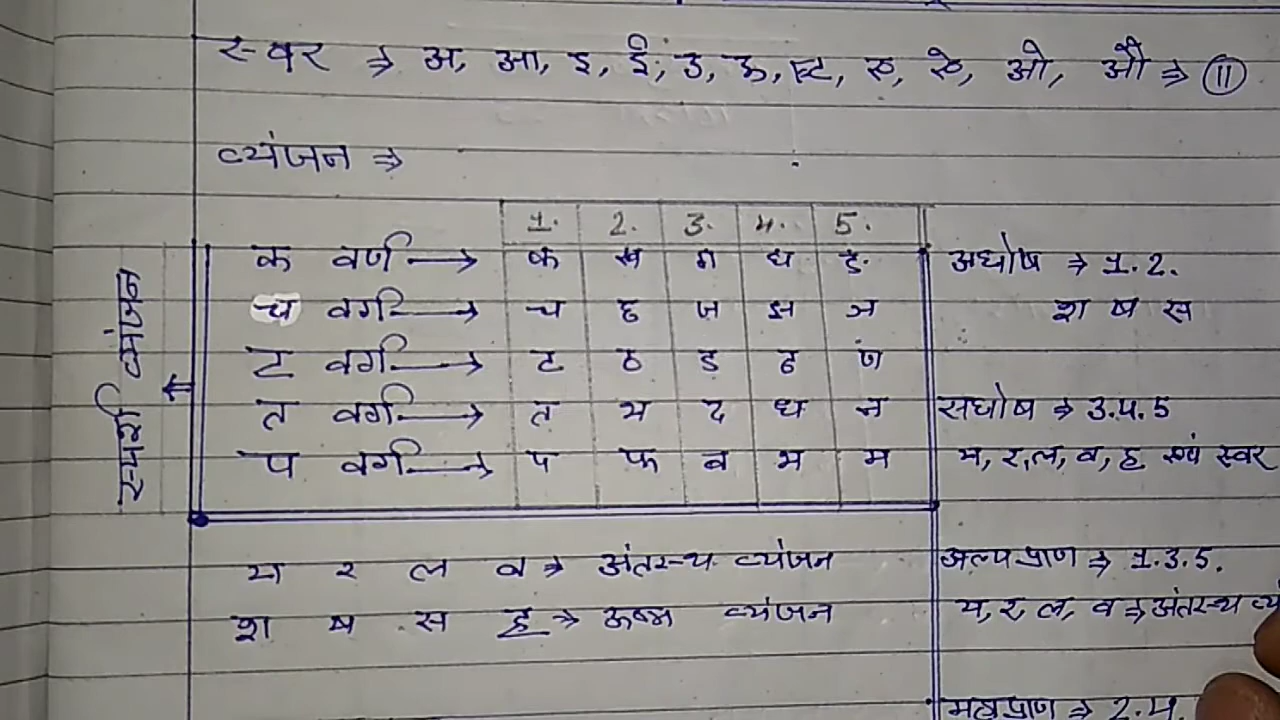 स्वर ⇒ अ, आ, इ, ई, उ, ऊ, ऋ, ए, ऐ, ओ, औ ⇒ 11
व्यंजन ⇒
1. 2. 3. 4. 5.
स्पर्श व्यंजन
क वर्ग → क ख ग घ ङ
च वर्ग → च छ ज झ ञ
ट वर्ग → ट ठ ड ढ ण
त वर्ग → त थ द ध न
प वर्ग → प फ ब भ म
य र ल व ⇒ अंतस्थ व्यंजन
श ष स ह ⇒ ऊष्म व्यंजन
अघोष ⇒ 1.2.
श ष स
सघोष ⇒ 3.4.5
य, र, ल, व, ह एवं स्वर
अल्पप्राण ⇒ 1.3.5.
य, र, ल, व ⇒ अंतस्थ
महाप्राण ⇒ 2.4.